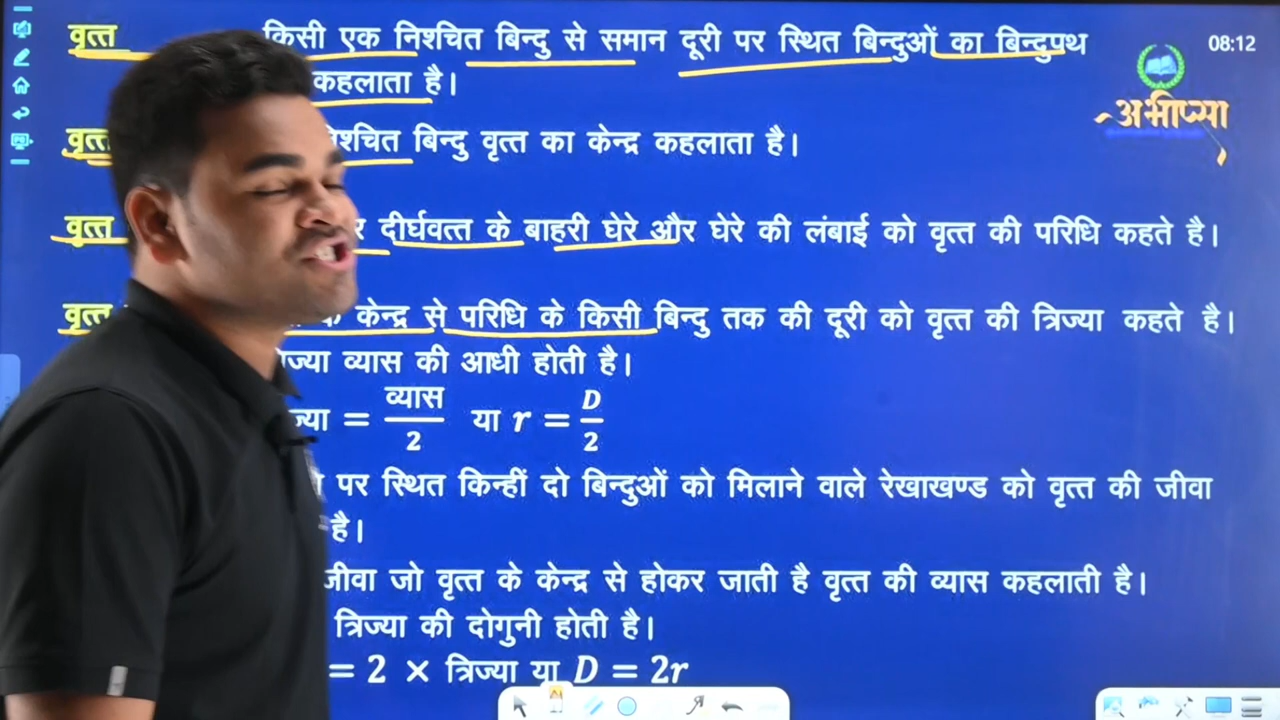 वृत्त किसी एक निश्चित बिन्दु से समान दूरी पर स्थित बिन्दुओं का बिन्दुपथ
कहलाता है।
08:12
अभीप्सा
वृत्त बिन्दु वृत्त का केन्द्र कहलाता है।
वृत्त दीर्घवत्त के बाहरी घेरे और घेरे की लंबाई को वृत्त की परिधि कहते है।
वृत्त केन्द्र से परिधि के किसी बिन्दु तक की दूरी को वृत्त की त्रिज्या कहते है।
व्यास की आधी होती है।
= व्यास/2 या r = D/2
पर स्थित किन्हीं दो बिन्दुओं को मिलाने वाले रेखाखण्ड को वृत्त की जीवा
है।
जीवा जो वृत्त के केन्द्र से होकर जाती है वृत्त की व्यास कहलाती है।
त्रिज्या की दोगुनी होती है।
= 2 × त्रिज्या या D = 2r